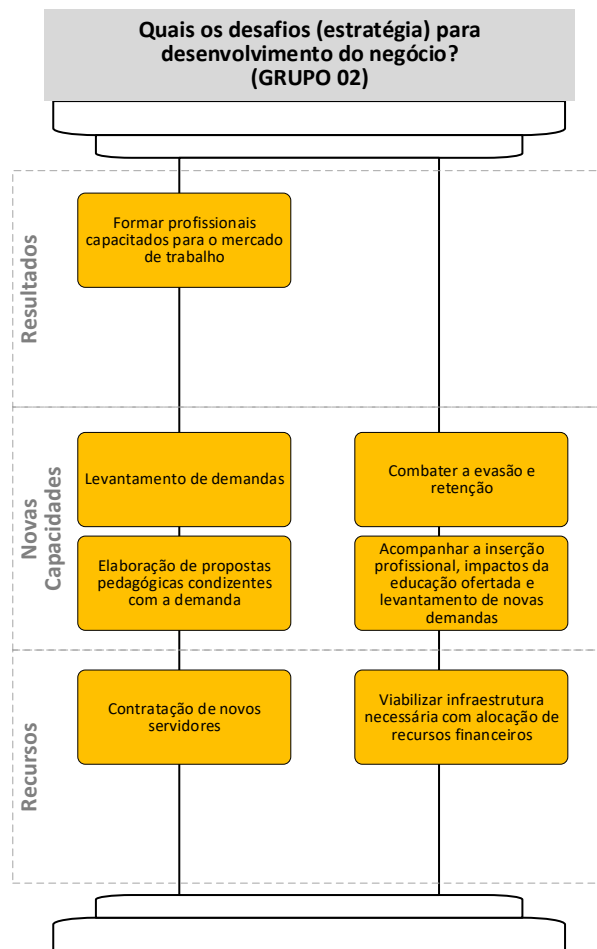 Quais os desafios (estratégia) para
desenvolvimento do negócio?
(GRUPO 02)
Resultados
Formar profissionais
capacitados para o mercado
de trabalho
Novas
Capacidades
Levantamento de demandas
Combater a evasão e
retenção
Elaboração de propostas
pedagógicas condizentes
com a demanda
Acompanhar a inserção
profissional, impactos da
educação ofertada e
levantamento de novas
demandas
Recursos
Contratação de novos
servidores
Viabilizar infraestrutura
necessária com alocação de
recursos financeiros